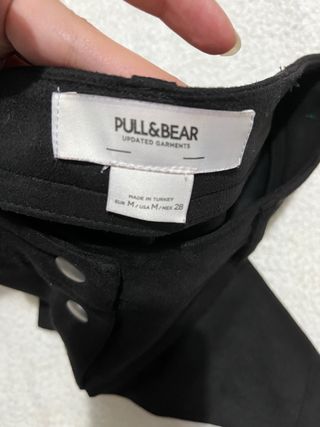 PULL&BEAR
UPDATED GARMENTS
MADE IN TURKEY
EUR M / USA M / MEX 28